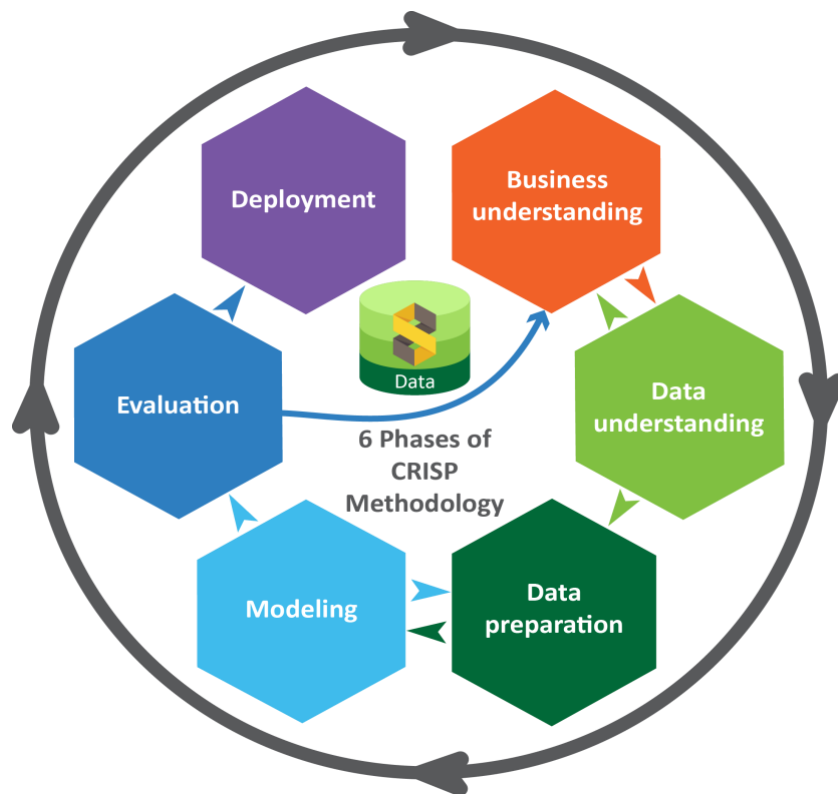 Deployment
Business
understanding
Data
Evaluation
Data
understanding
6 Phases of
CRISP
Methodology
Modeling
Data
preparation